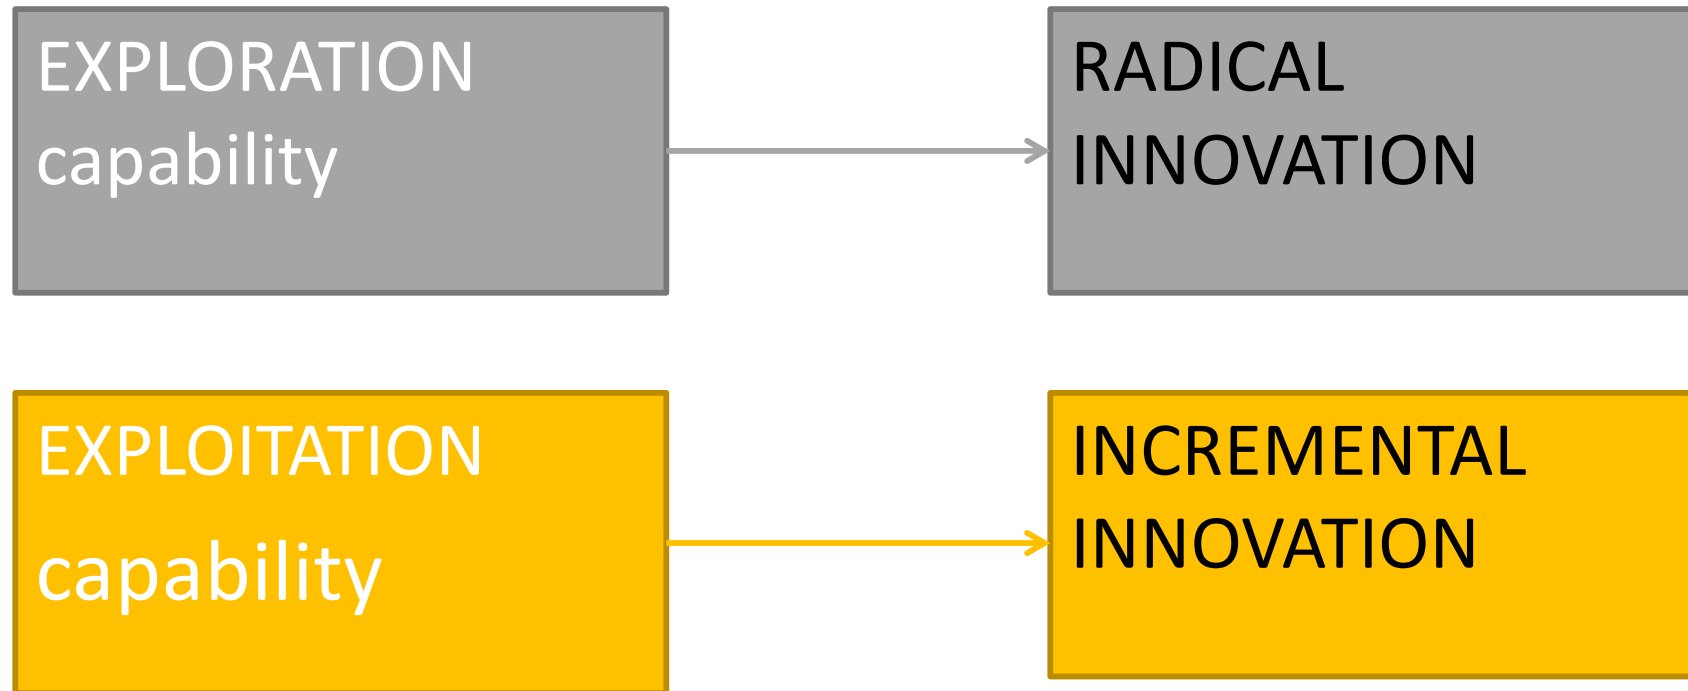 EXPLORATION
capability
RADICAL
INNOVATION
EXPLOITATION
capability
INCREMENTAL
INNOVATION